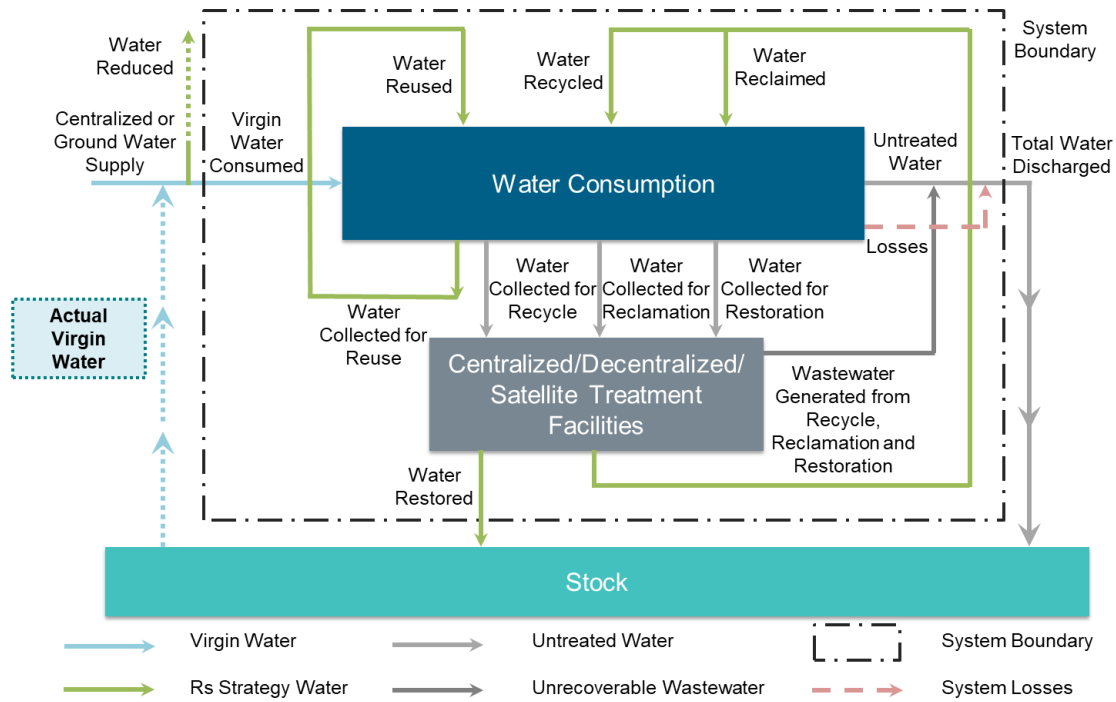 Water
Reduced
Centralized or
Ground Water
Supply
Virgin
Water
Consumed
Water
Reused
Water
Recycled
Water
Reclaimed
System
Boundary
Water Consumption
Untreated
Water
Total Water
Discharged
Losses
Actual
Virgin
Water
Water
Collected for
Reuse
Water
Collected for
Recycle
Water
Collected for
Reclamation
Water
Collected for
Restoration
Centralized/Decentralized/
Satellite Treatment
Facilities
Wastewater
Generated from
Recycle,
Reclamation and
Restoration
Water
Restored
Stock
Virgin Water
Untreated Water
System Boundary
Rs Strategy Water
Unrecoverable Wastewater
System Losses